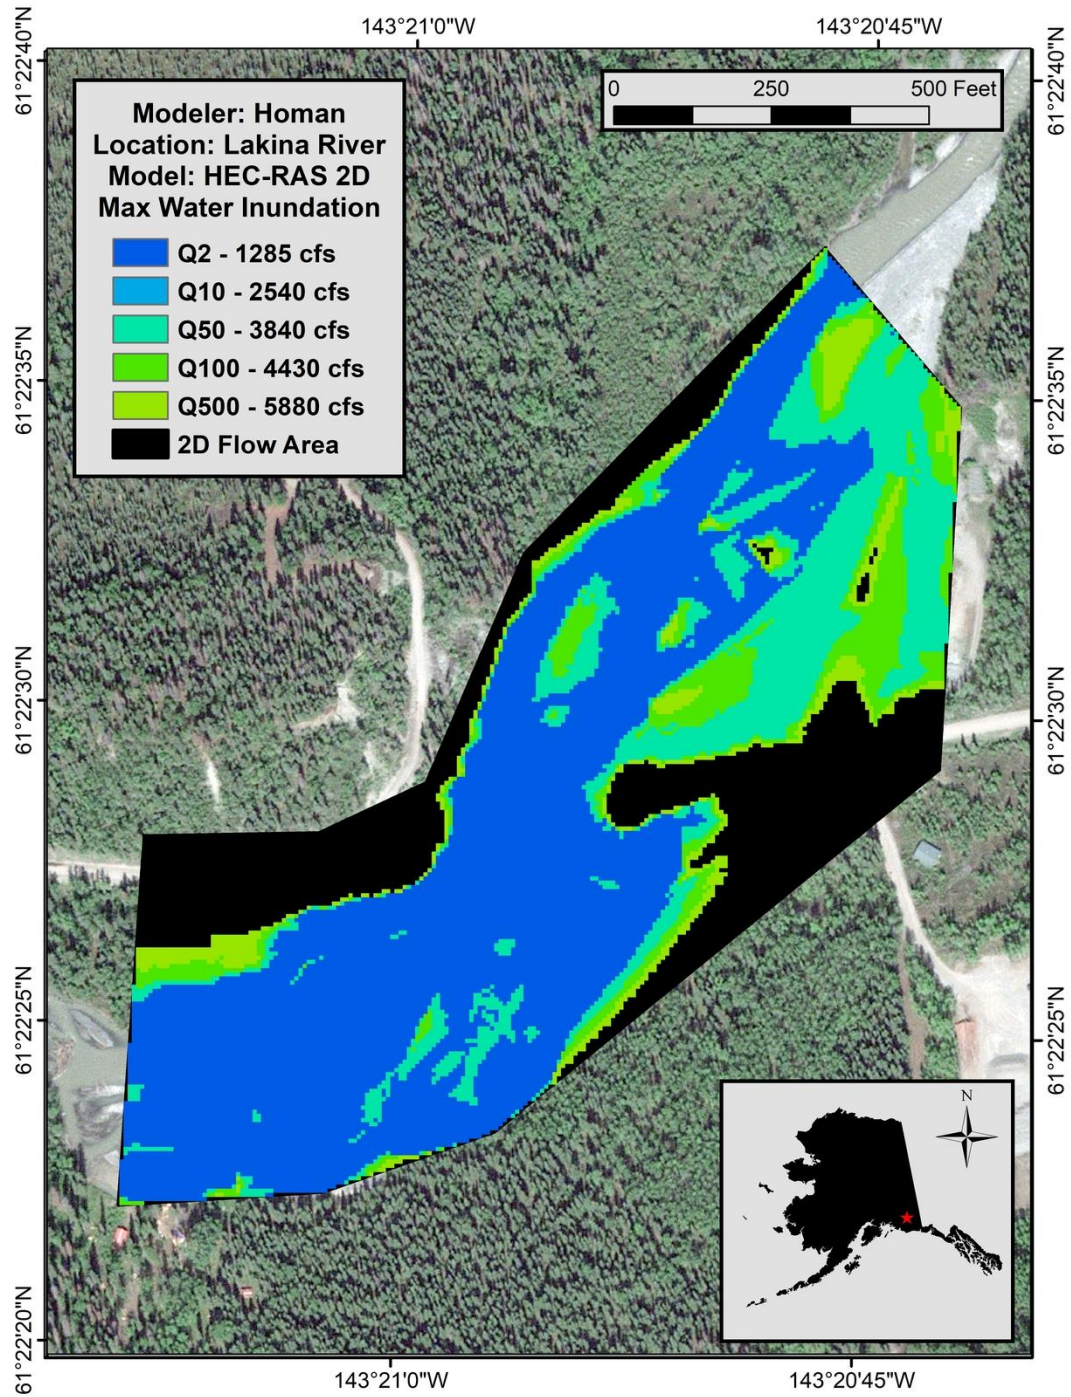 143°21'0"W
143°20'45"W
61°22'40"N
61°22'40"N
Modeler: Homan
Location: Lakina River
Model: HEC-RAS 2D
Max Water Inundation
Q2 - 1285 cfs
Q10 - 2540 cfs
Q50 - 3840 cfs
Q100 - 4430 cfs
Q500 - 5880 cfs
2D Flow Area
0
250
500 Feet
61°22'35"N
61°22'35"N
61°22'30"N
61°22'30"N
61°22'25"N
61°22'25"N
N
61°22'20"N
143°21'0"W
143°20'45"W